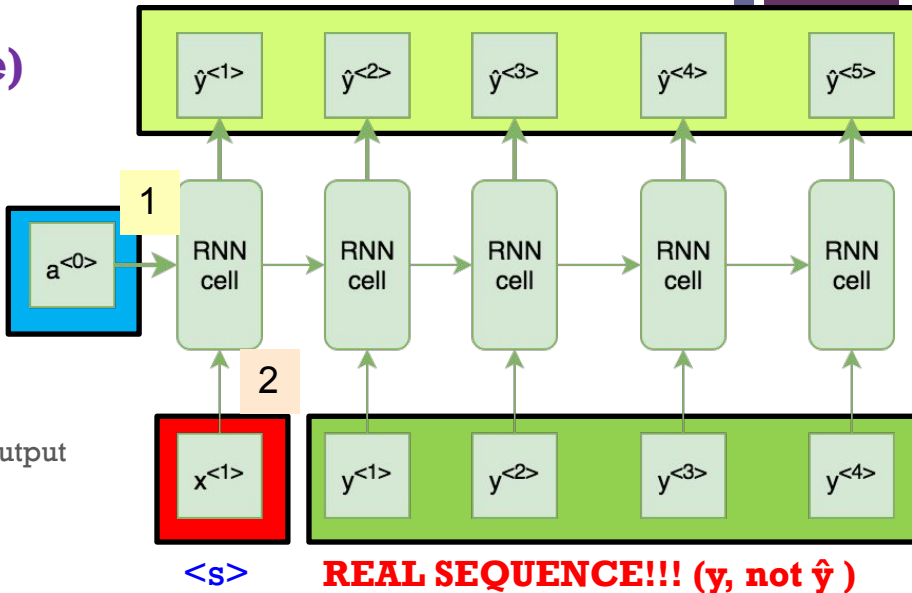 e)
ŷ<1> ŷ<2> ŷ<3> ŷ<4> ŷ<5>
1
a<0>
RNN cell RNN cell RNN cell RNN cell RNN cell
2
utput
x<1> y<1> y<2> y<3> y<4>
<s> REAL SEQUENCE!!! (y, not ŷ )